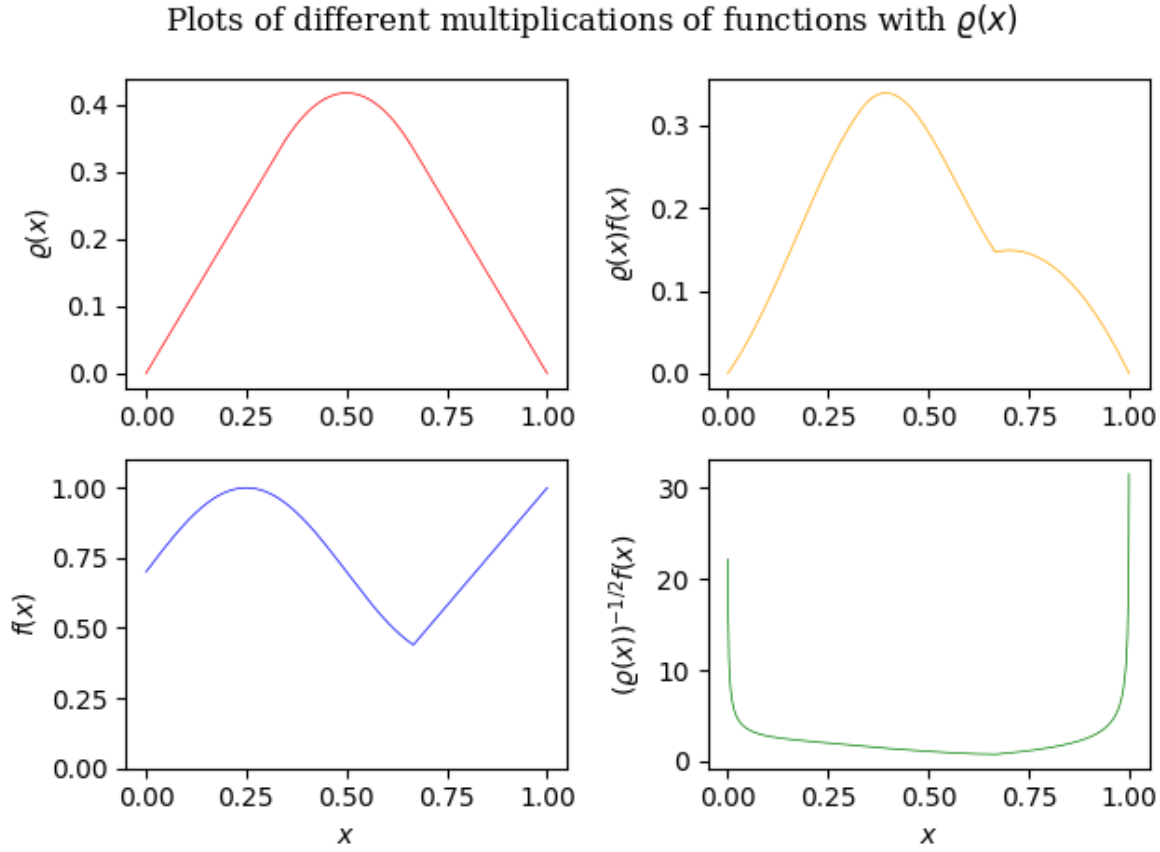 Plots of different multiplications of functions with ϱ(x)
0.4
0.3
0.2
0.1
0.0
ϱ(x)
0.00 0.25 0.50 0.75 1.00
0.3
0.2
0.1
0.0
ϱ(x)f(x)
0.00 0.25 0.50 0.75 1.00
1.00
0.75
0.50
0.25
0.00
f(x)
0.00 0.25 0.50 0.75 1.00
x
30
20
10
0
(ϱ(x))^{-1/2}f(x)
0.00 0.25 0.50 0.75 1.00
x